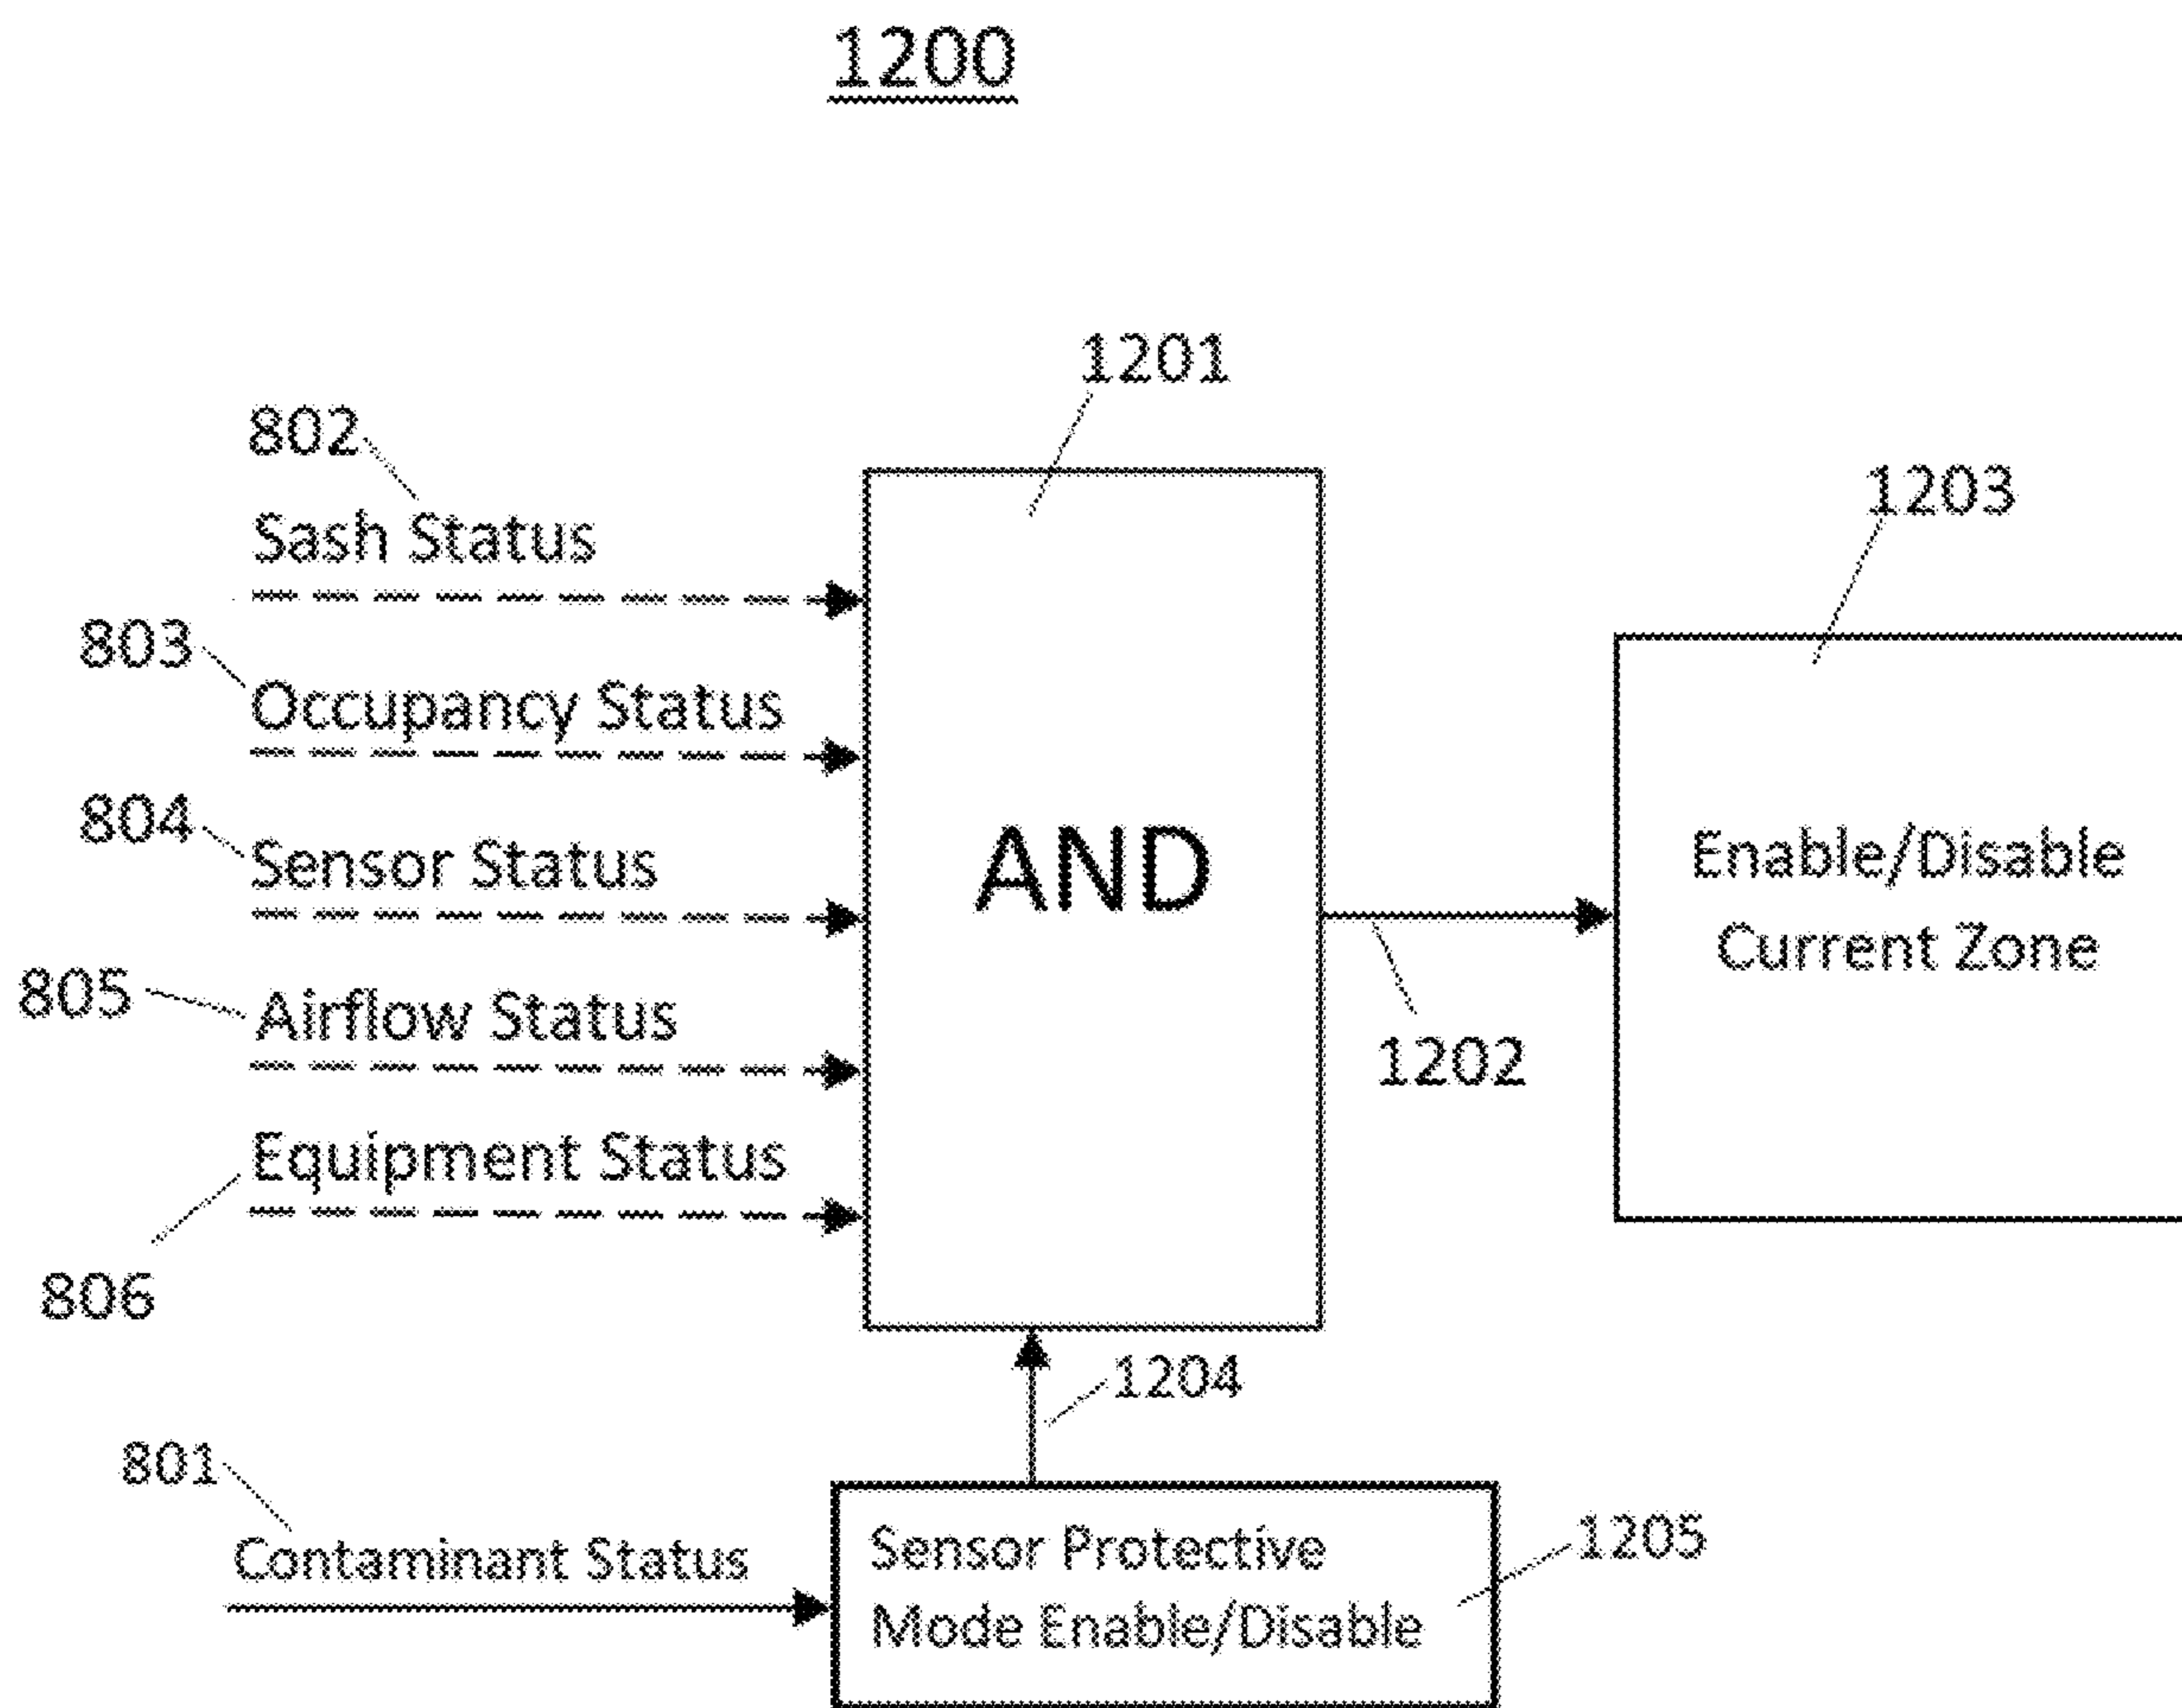 1200
1201
802
1203
Sash Status
803
Occupancy Status
804
Sensor Status
AND
Enable/Disable
Current Zone
805
Airflow Status
1202
Equipment Status
806
1204
801
Contaminant Status
Sensor Protective
Mode Enable/Disable
1205